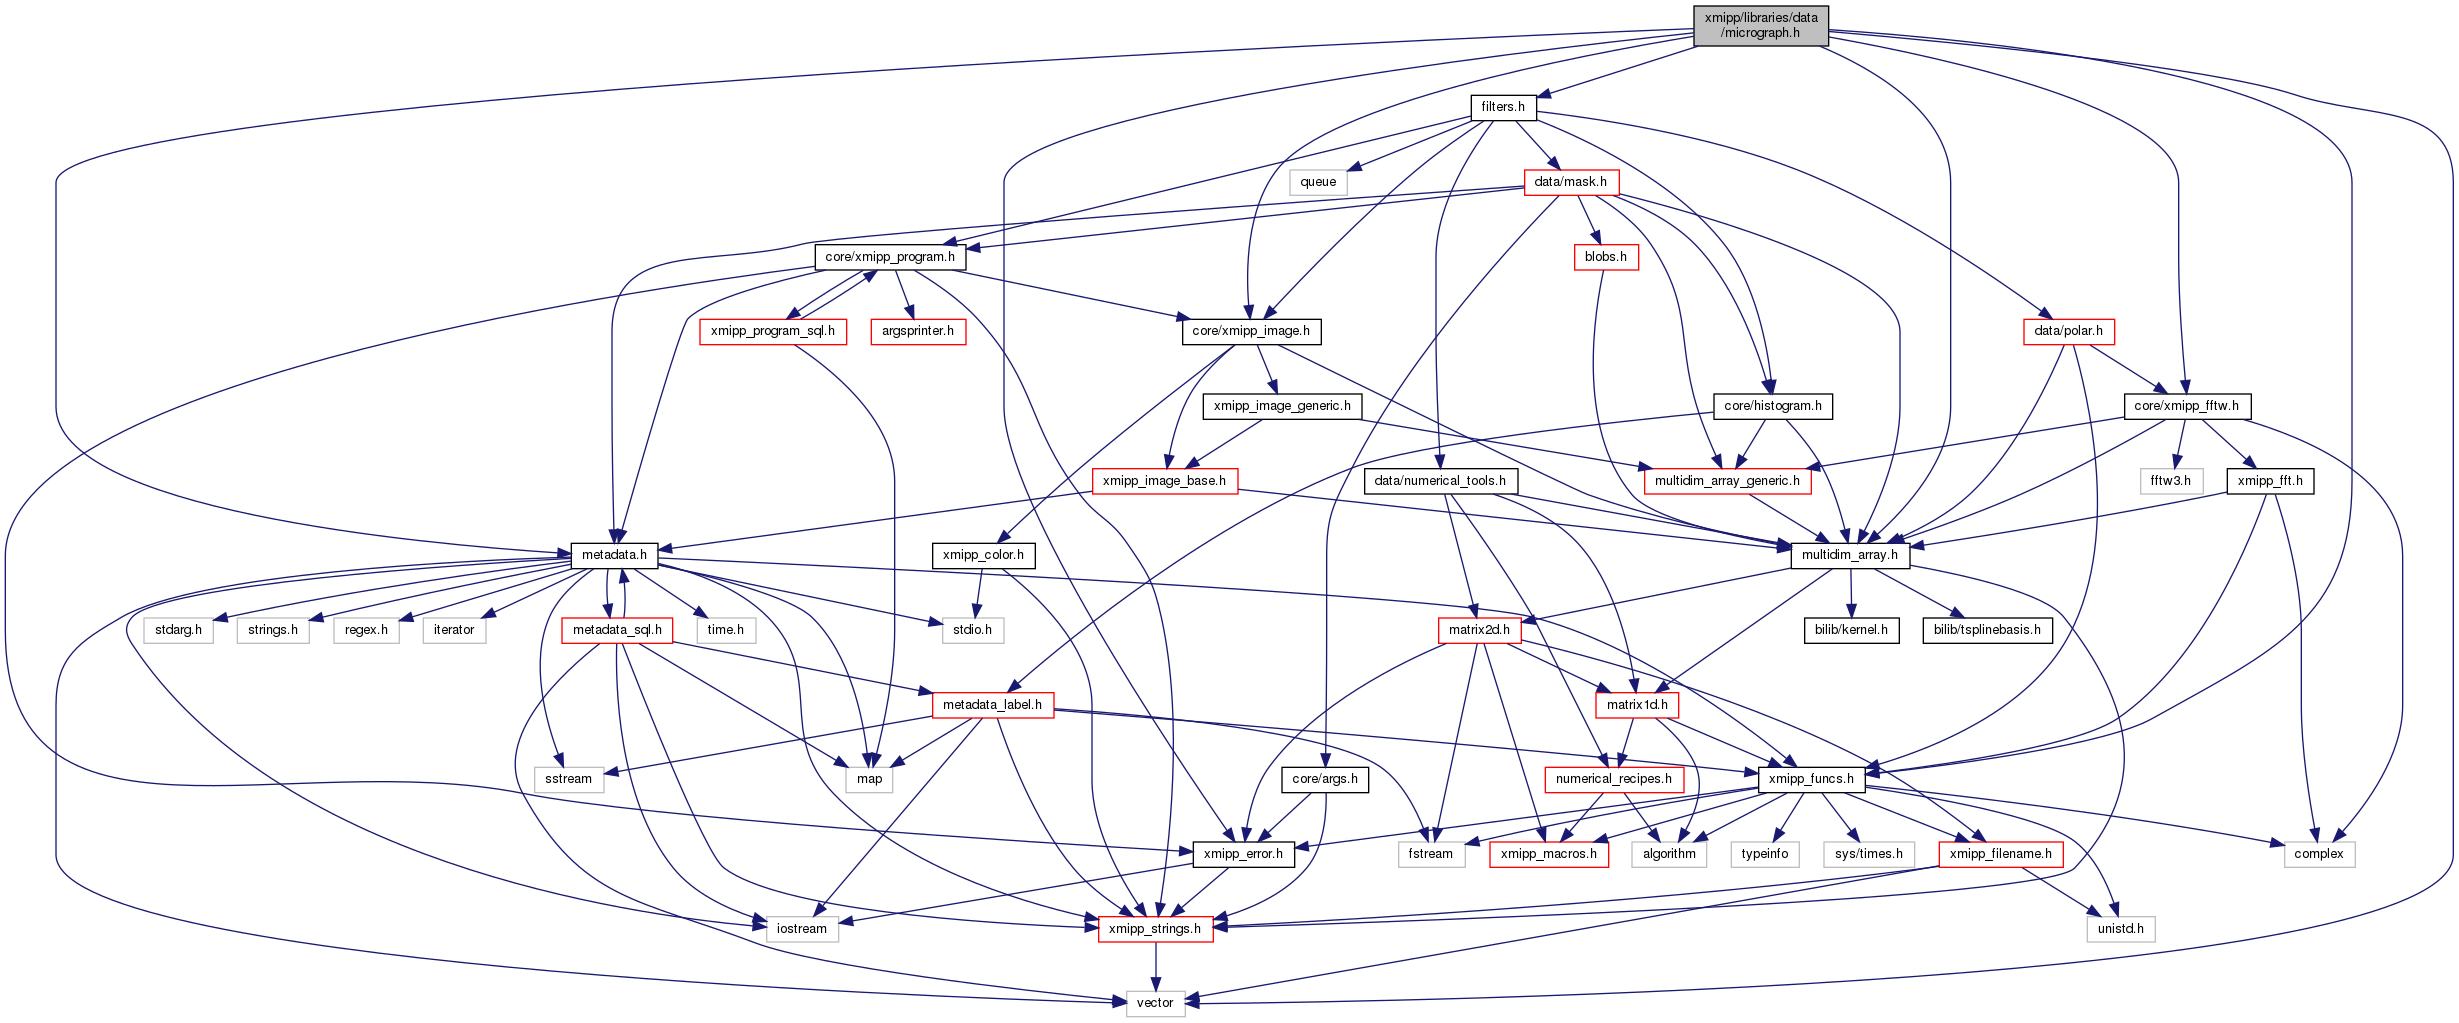 xmipp/libraries/data
/micrograph.h
filters.h
queue
data/mask.h
core/xmipp_program.h
blobs.h
xmipp_program_sql.h
argsprinter.h
core/xmipp_image.h
data/polar.h
xmipp_image_generic.h
core/histogram.h
core/xmipp_fftw.h
xmipp_image_base.h
data/numerical_tools.h
multidim_array_generic.h
fftw3.h
xmipp_fft.h
metadata.h
xmipp_color.h
multidim_array.h
stdarg.h
strings.h
regex.h
iterator
metadata_sql.h
time.h
stdio.h
matrix2d.h
bilib/kernel.h
bilib/tsplinebasis.h
metadata_label.h
matrix1d.h
sstream
map
core/args.h
numerical_recipes.h
xmipp_funcs.h
xmipp_error.h
fstream
xmipp_macros.h
algorithm
typeinfo
sys/times.h
xmipp_filename.h
complex
iostream
xmipp_strings.h
unistd.h
vector